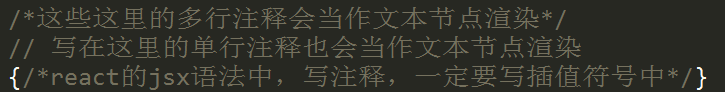 /*这些这里的多行注释会当作文本节点渲染*/
// 写在这里的单行注释也会当作文本节点渲染
{/*react的jsx语法中，写注释，一定要写插值符号中*/}